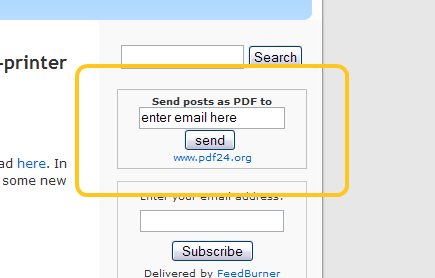 Search
-printer
Send posts as PDF to
enter email here
send
www.pdf24.org
ad here. In
some new
Enter your email address:
Subscribe
Delivered by FeedBurner